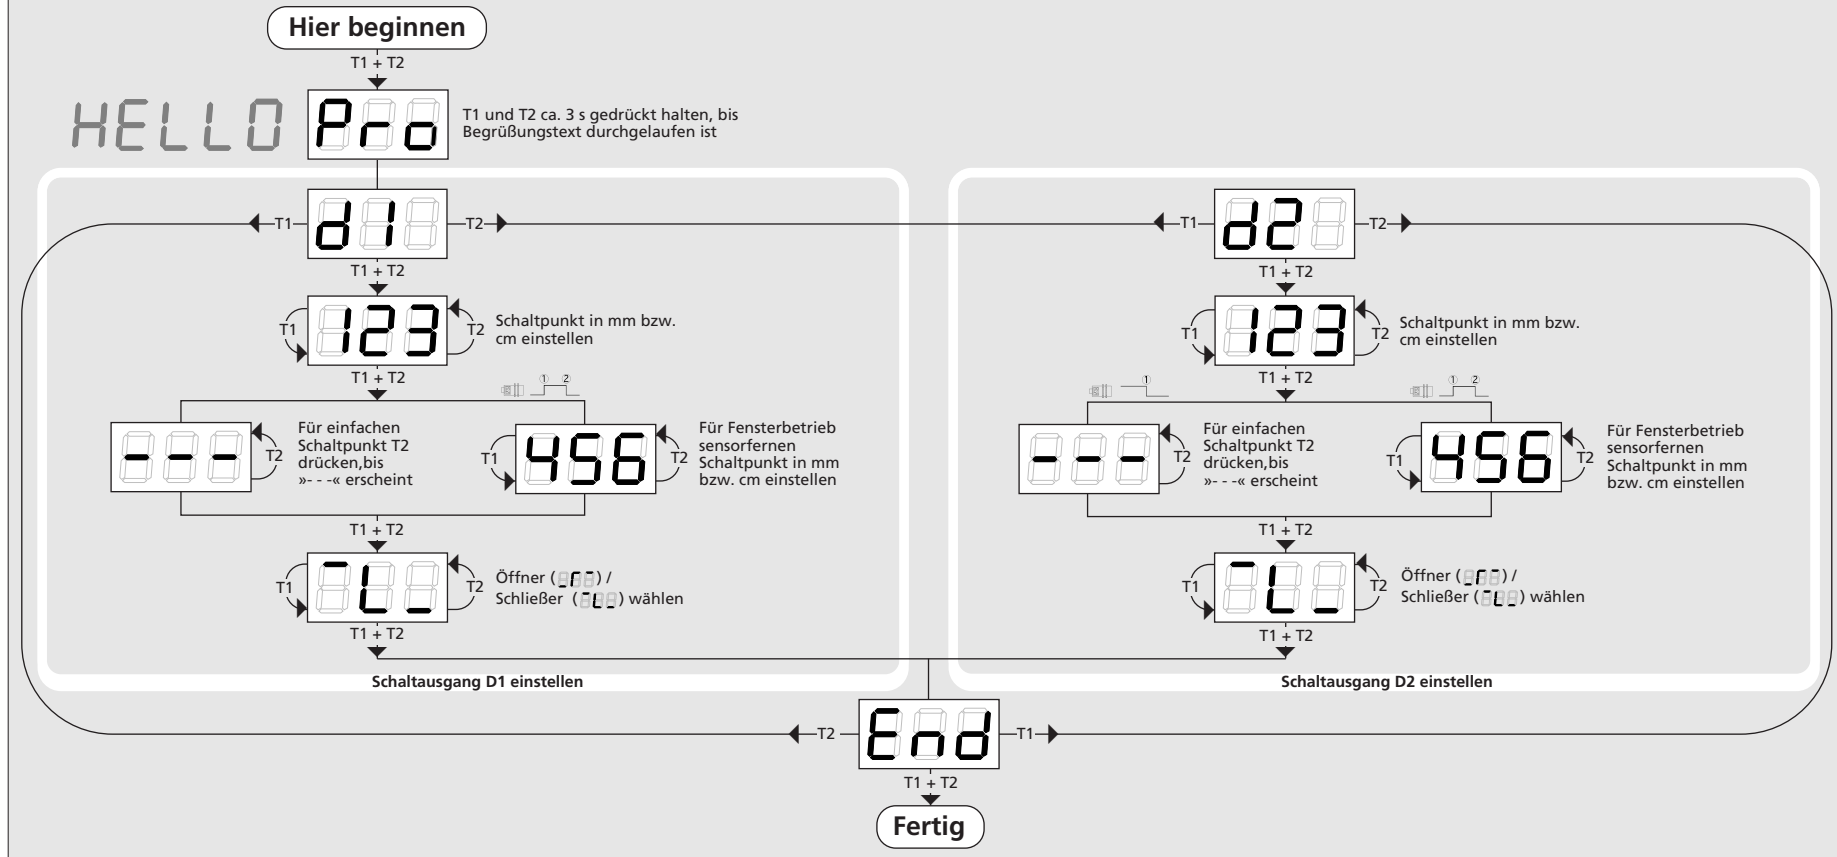 Hier beginnen
T1 + T2
HELLO
Pro
T1 und T2 ca. 3 s gedrückt halten, bis
Begrüßungstext durchgelaufen ist
T1
d1
T2
T1 + T2
T1
123
T2
Schaltpunkt in mm bzw.
cm einstellen
T1 + T2
① ②
- - -
T2
Für einfachen
Schaltpunkt T2
drücken,bis
»- - -« erscheint
T1
456
T2
Für Fensterbetrieb
sensorfernen
Schaltpunkt in mm
bzw. cm einstellen
T1 + T2
T1
T2
Öffner ( ) /
Schließer ( ) wählen
T1 + T2
Schaltausgang D1 einstellen
T1
d2
T2
T1 + T2
T1
123
T2
Schaltpunkt in mm bzw.
cm einstellen
T1 + T2
①
① ②
- - -
T2
Für einfachen
Schaltpunkt T2
drücken,bis
»- - -« erscheint
T1
456
T2
Für Fensterbetrieb
sensorfernen
Schaltpunkt in mm
bzw. cm einstellen
T1 + T2
T1
T2
Öffner ( ) /
Schließer ( ) wählen
T1 + T2
Schaltausgang D2 einstellen
T2
End
T1
T1 + T2
Fertig